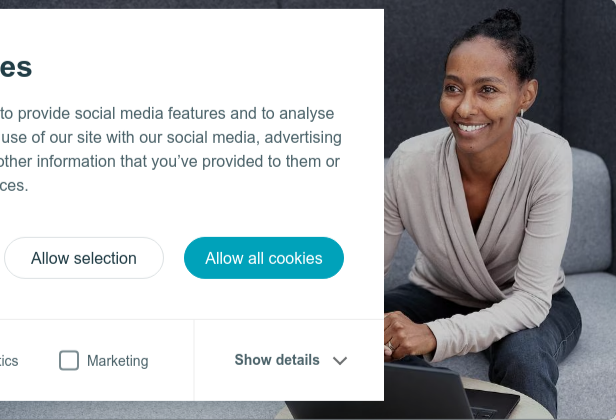 es
to provide social media features and to analyse
use of our site with our social media, advertising
other information that you’ve provided to them or
ces.
Allow selection
Allow all cookies
tics
Marketing
Show details